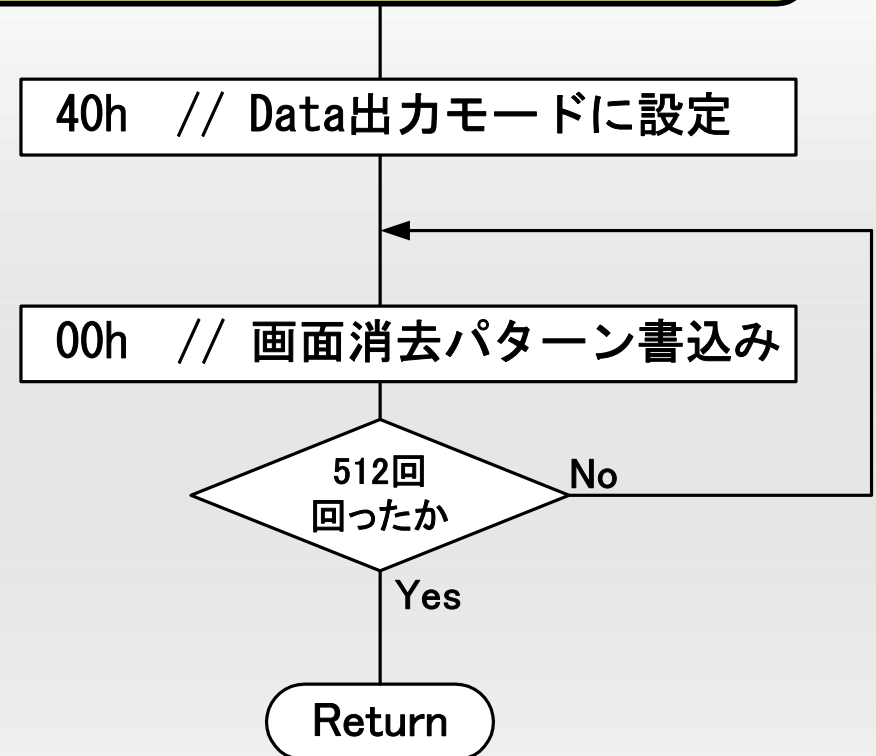 40h // Data出力モードに設定
00h // 画面消去パターン書込み
512回
回ったか
No
Yes
Return